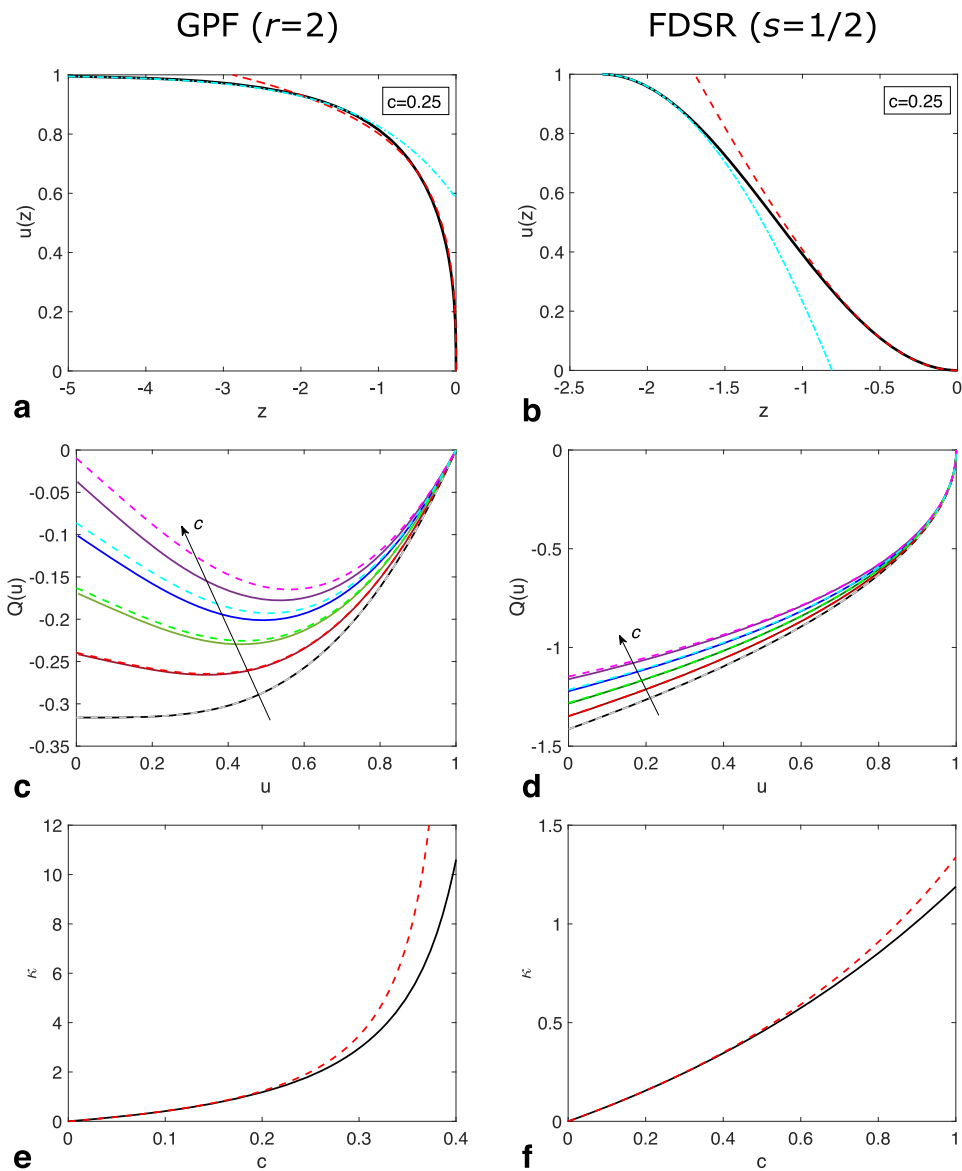 GPF (r=2)
FDSR (s=1/2)
1
0.8
0.6
0.4
0.2
0
u(z)
c=0.25
-5
-4
-3
-2
-1
0
z
a
1
0.8
0.6
0.4
0.2
0
u(z)
c=0.25
-2.5
-2
-1.5
-1
-0.5
0
z
b
0
-0.05
-0.1
-0.15
-0.2
-0.25
-0.3
-0.35
Q(u)
c
0
0.2
0.4
0.6
0.8
1
u
c
0
-0.5
-1
-1.5
Q(u)
c
0
0.2
0.4
0.6
0.8
1
u
d
12
10
8
6
4
2
0
κ
0
0.1
0.2
0.3
0.4
c
e
1.5
1
0.5
0
κ
0
0.2
0.4
0.6
0.8
1
c
f